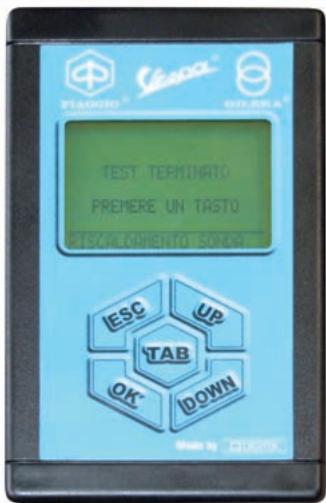 Vespa®
PIAGGIO® GILERA®
TEST TERMINATO
PREMERE UN TASTO
RISCALDAMENTO SONDA
ESC UP
TAB
OK DOWN
Made by